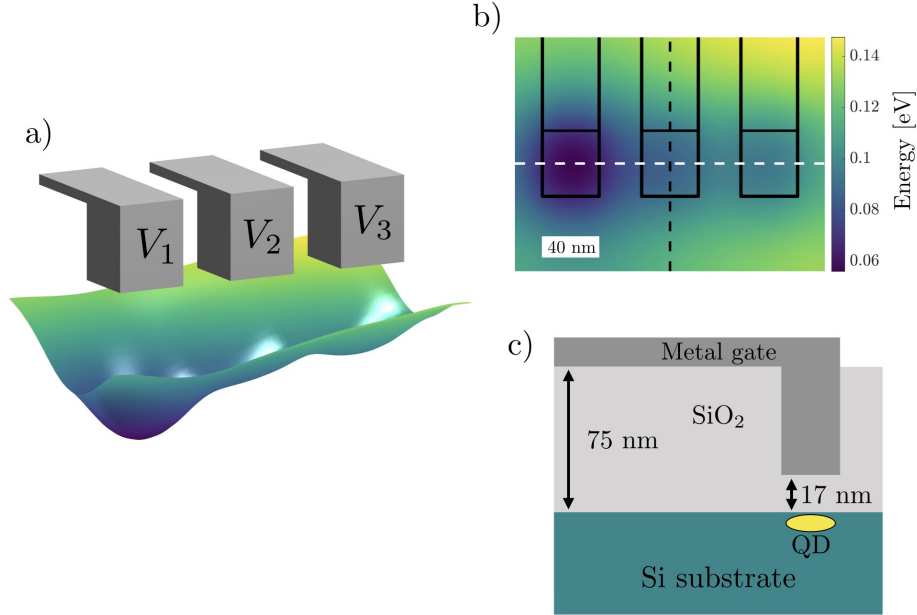 a)
V₁
V₂
V₃
b)
40 nm
0.14
0.12
0.1
0.08
0.06
Energy [eV]
c)
Metal gate
SiO₂
75 nm
17 nm
QD
Si substrate